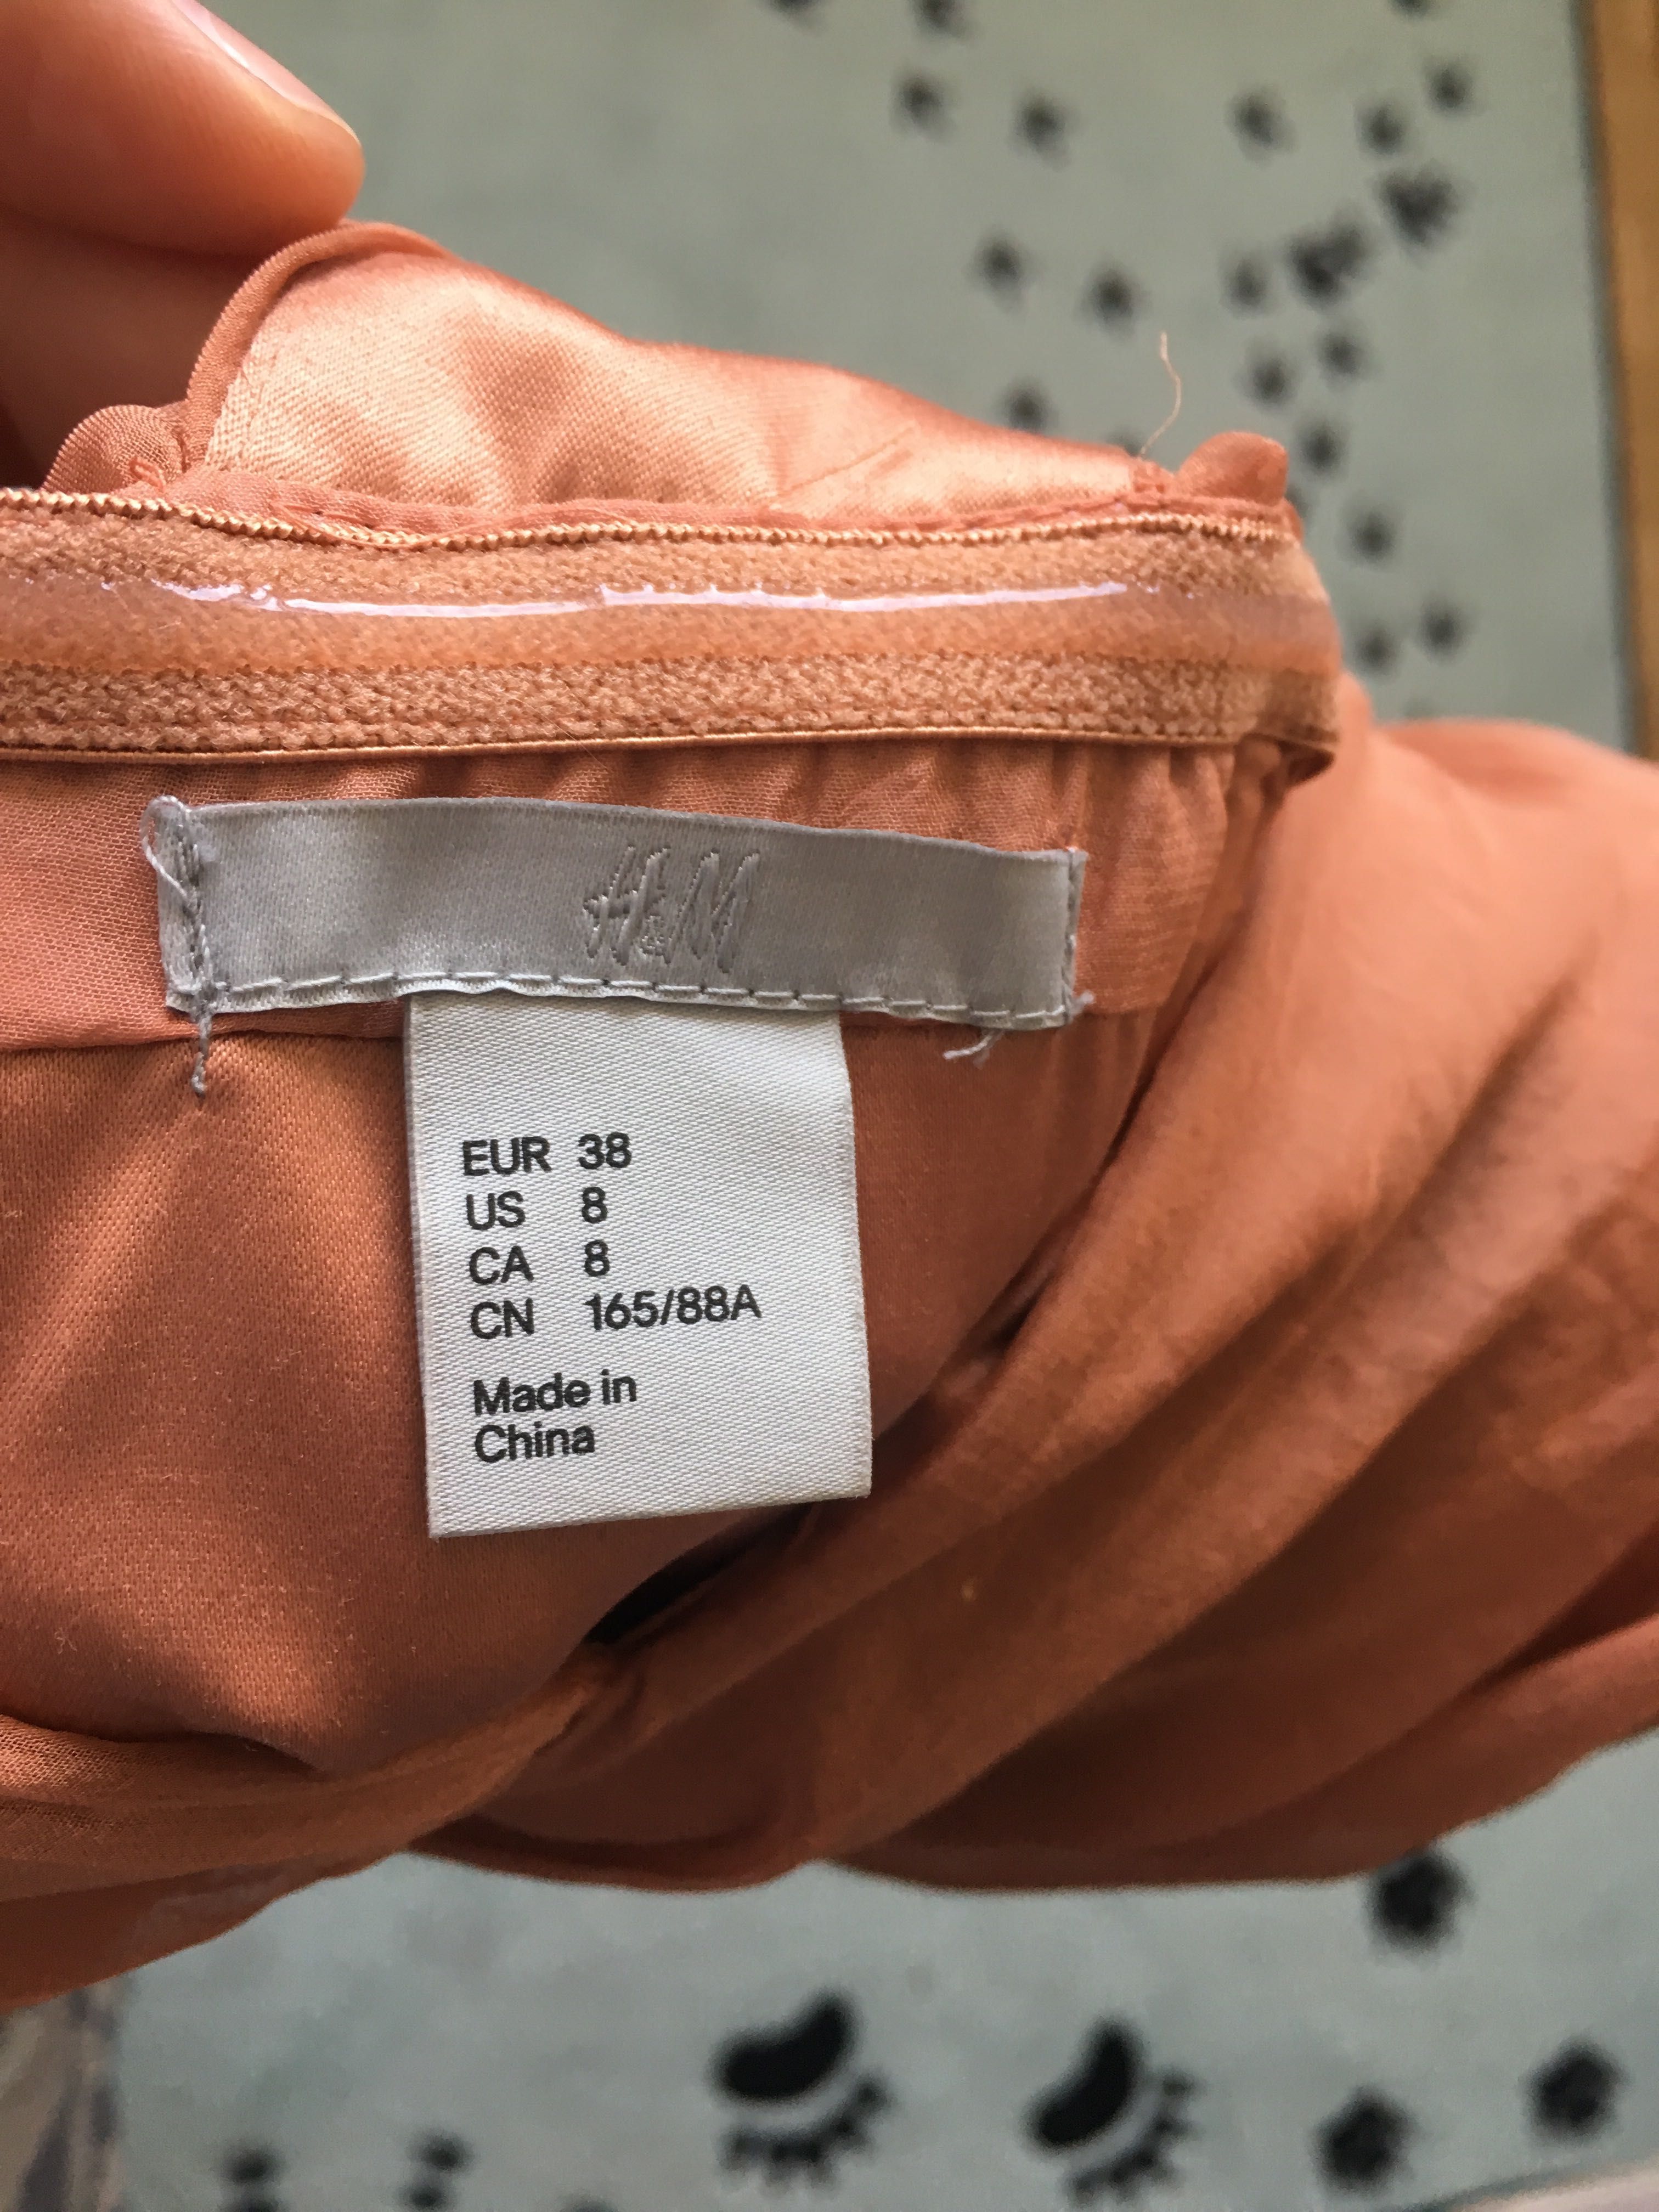 H&M
EUR 38
US 8
CA 8
CN 165/88A
Made in
China